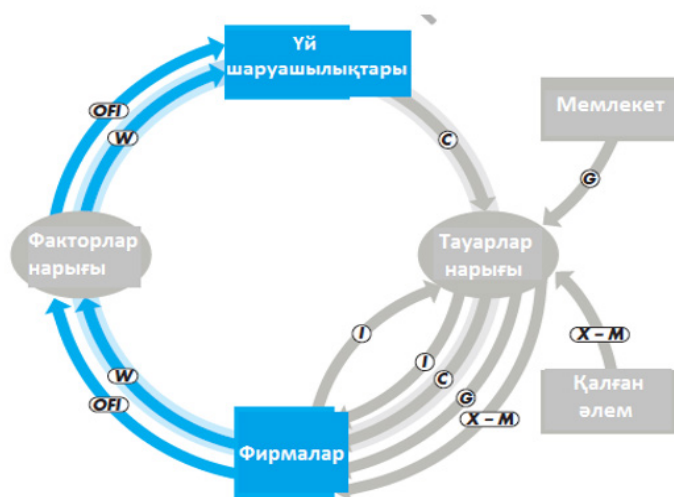 Үй
шаруашылықтары
OFI
W
C
Мемлекет
G
Факторлар
нарығы
Тауарлар
нарығы
I
X – M
W
OFI
I
C
G
X – M
Қалған
әлем
Фирмалар